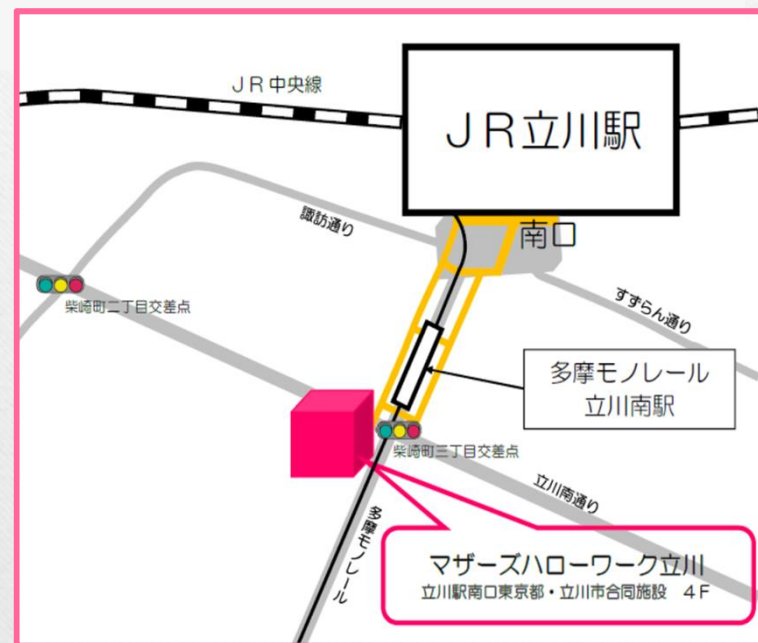 JR中央線
JR立川駅
南口
諏訪通り
すずらん通り
柴崎町二丁目交差点
多摩モノレール
立川南駅
柴崎町三丁目交差点
立川南通り
多摩モノレール
マザーズハローワーク立川
立川駅南口東京都・立川市合同施設 4F